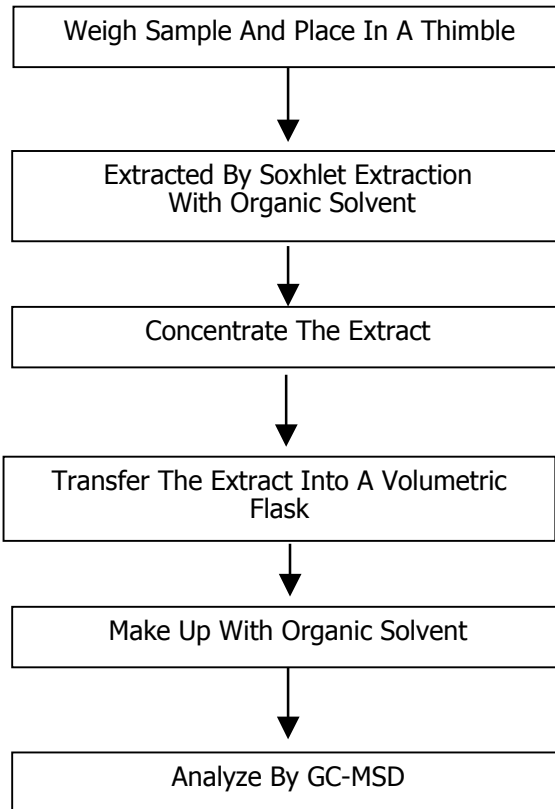 Weigh Sample And Place In A Thimble
Extracted By Soxhlet Extraction
With Organic Solvent
Concentrate The Extract
Transfer The Extract Into A Volumetric
Flask
Make Up With Organic Solvent
Analyze By GC-MSD